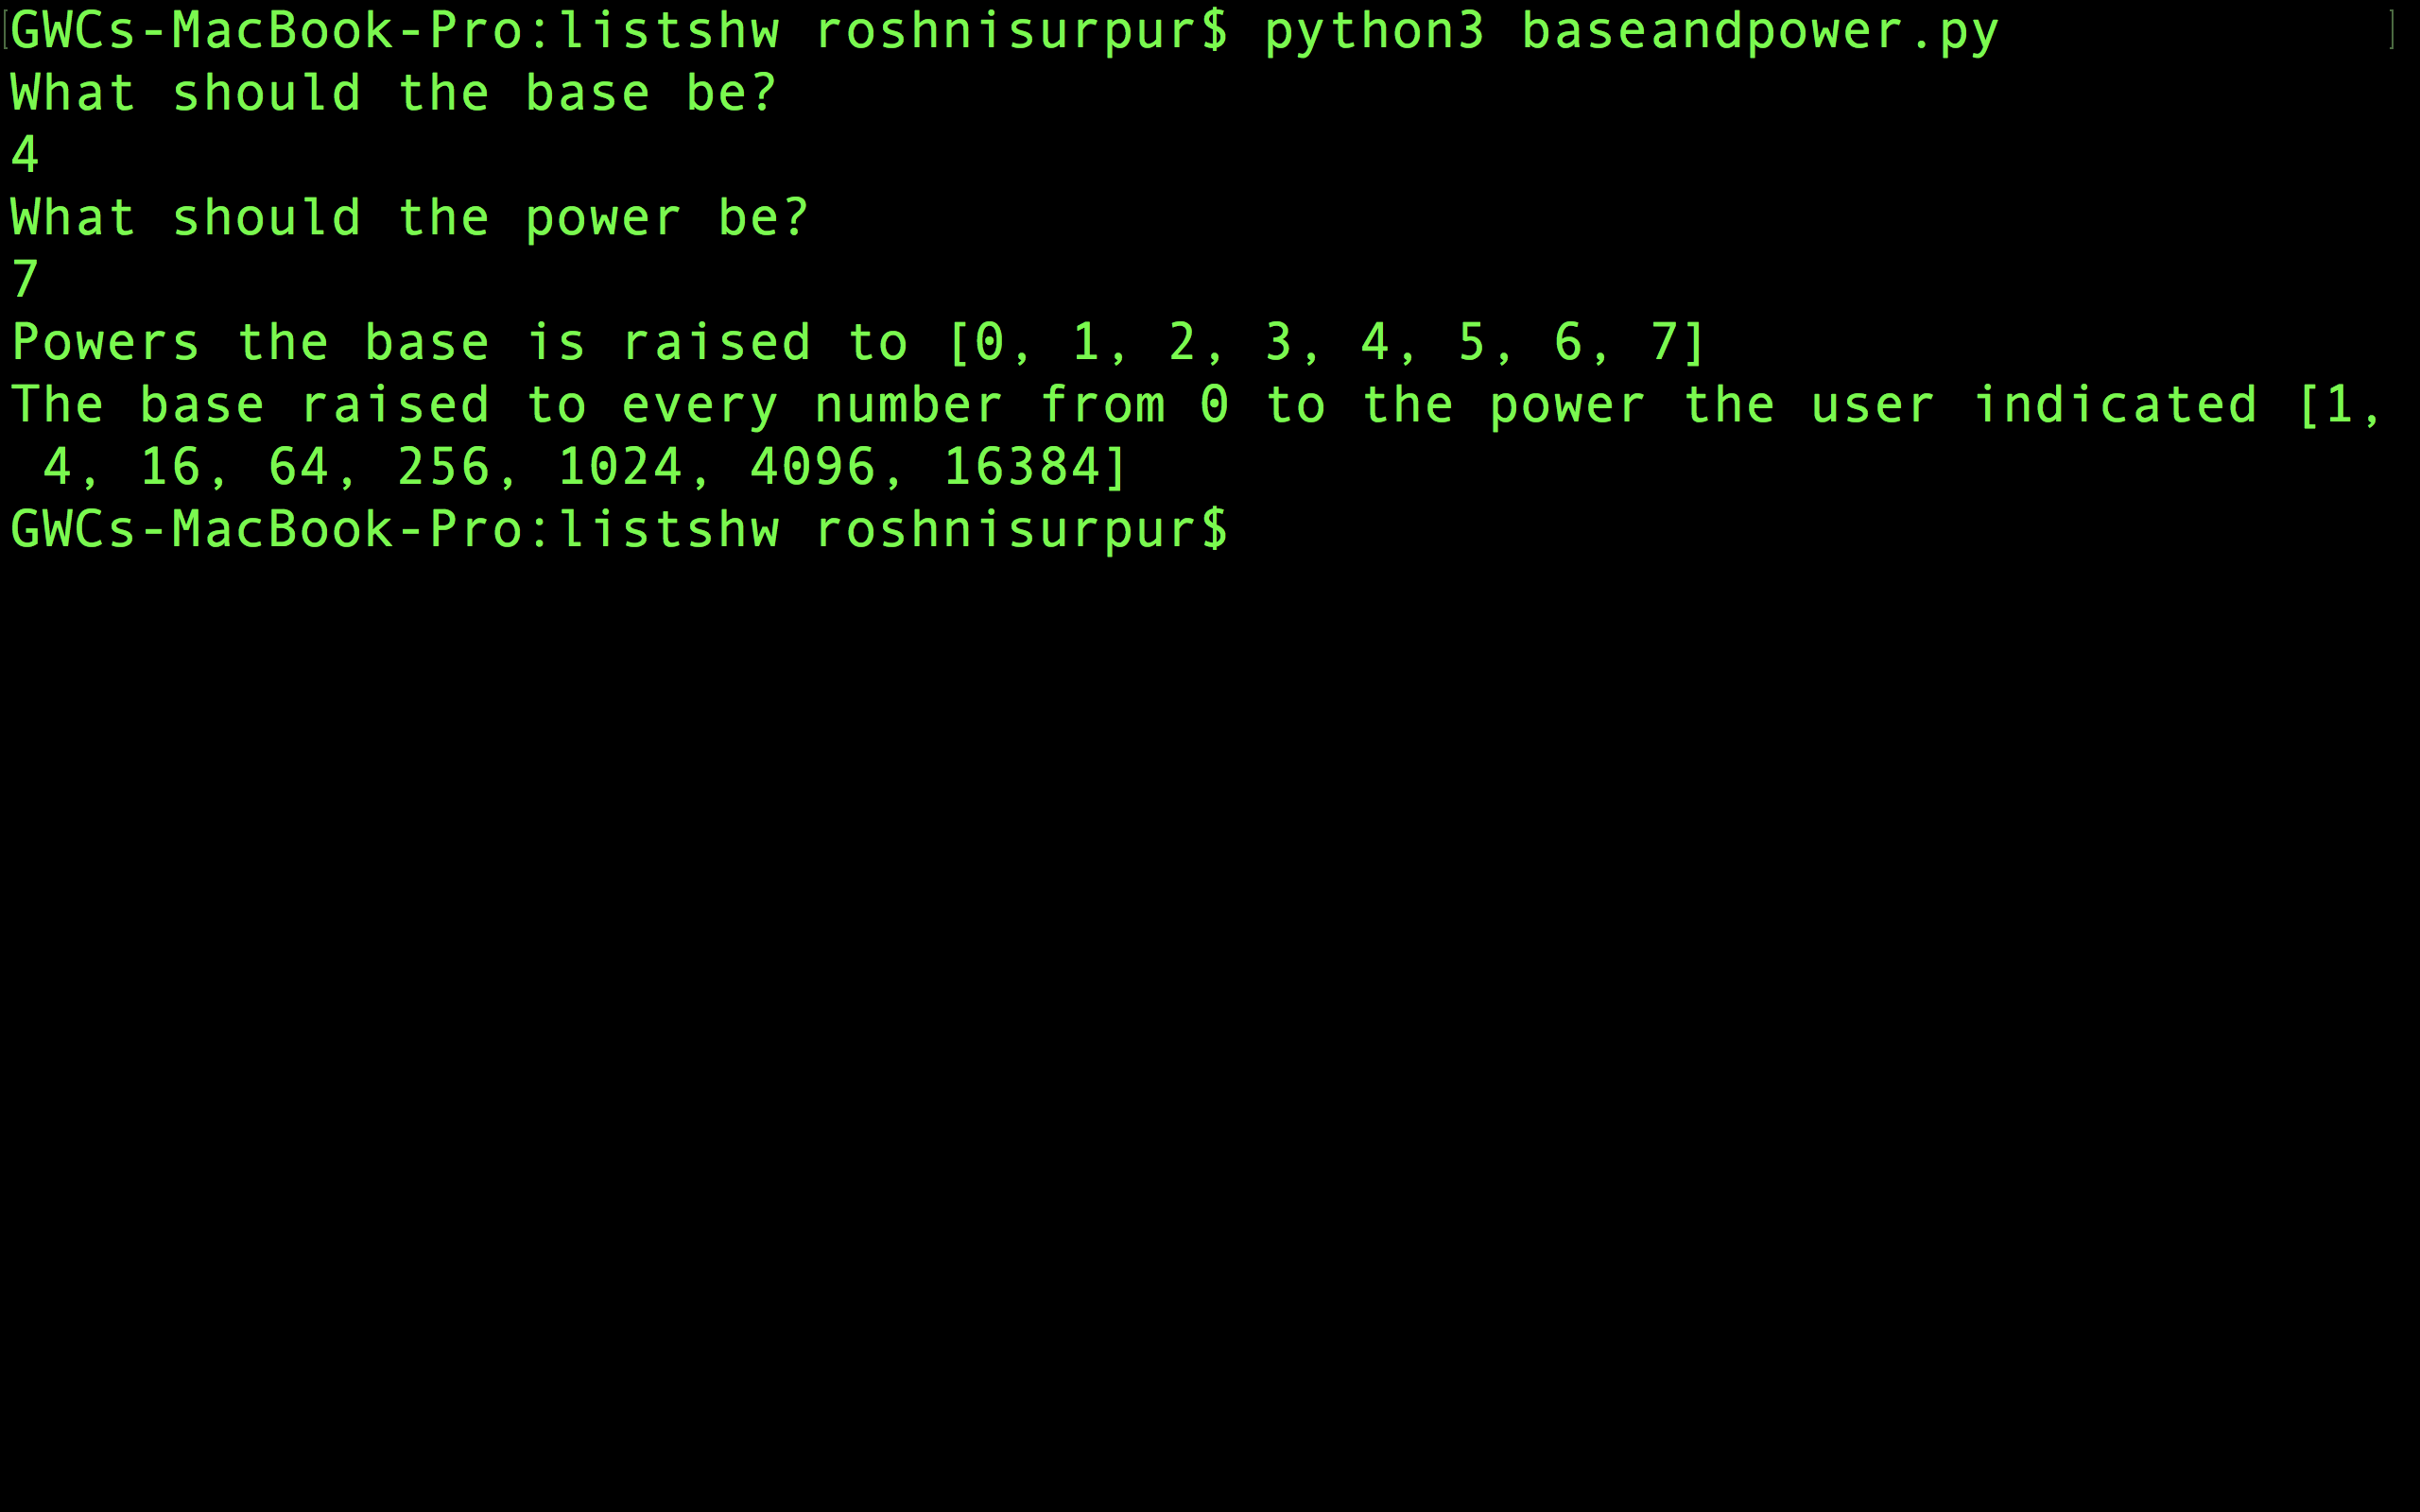 [GWCs-MacBook-Pro:listshw roshnisurpur$ python3 baseandpower.py ]
What should the base be?
4
What should the power be?
7
Powers the base is raised to [0, 1, 2, 3, 4, 5, 6, 7]
The base raised to every number from 0 to the power the user indicated [1,
 4, 16, 64, 256, 1024, 4096, 16384]
GWCs-MacBook-Pro:listshw roshnisurpur$